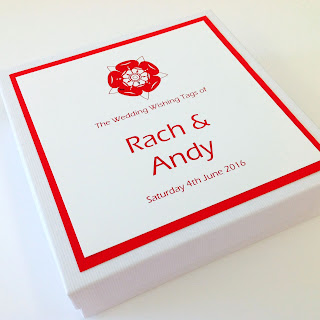 The Wedding Wishing Tags of
Rach &
Andy
Saturday 4th June 2016